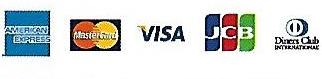 AMERICAN
EXPRESS
MasterCard
VISA
JCB
Diners Club
INTERNATIONAL